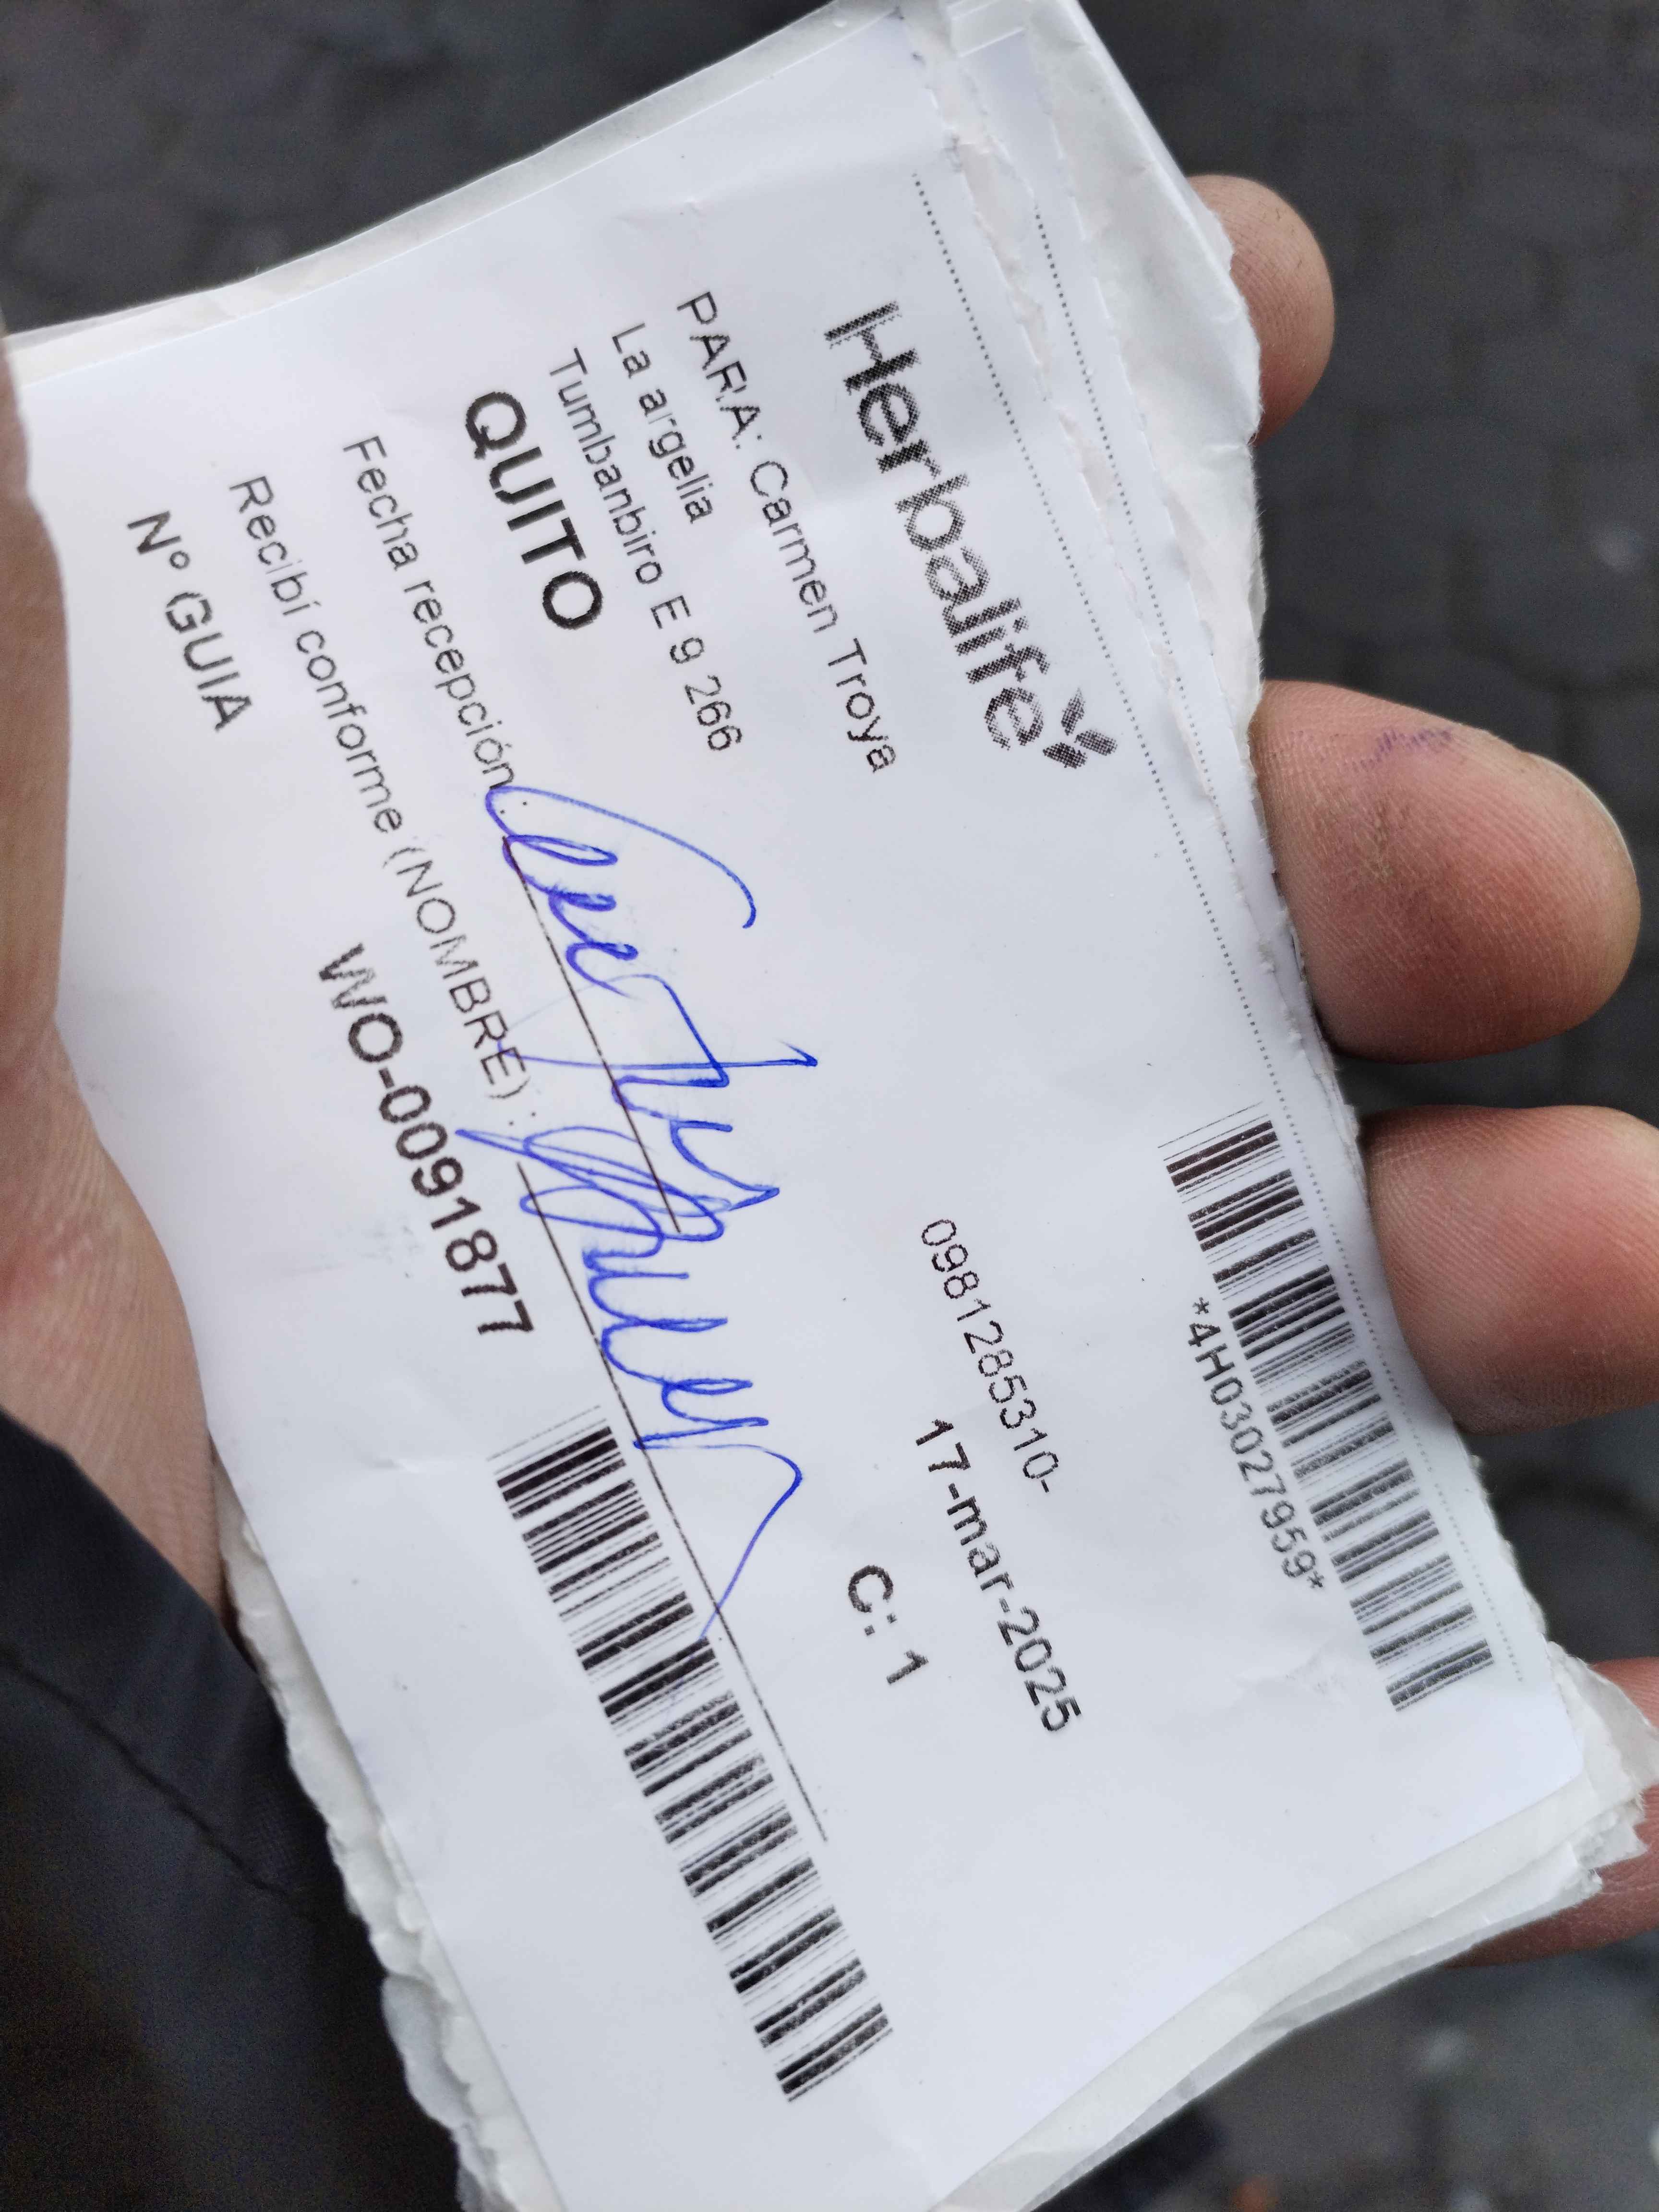 Herbalife
*4H03027959*
PARA: Carmen Troya
0981285310-
La argelia
17-mar-2025
Tumbanbiro E 9 266
QUITO
C: 1
Fecha recepción :
Recibí conforme (NOMBRE) :
N° GUIA WO-0091877